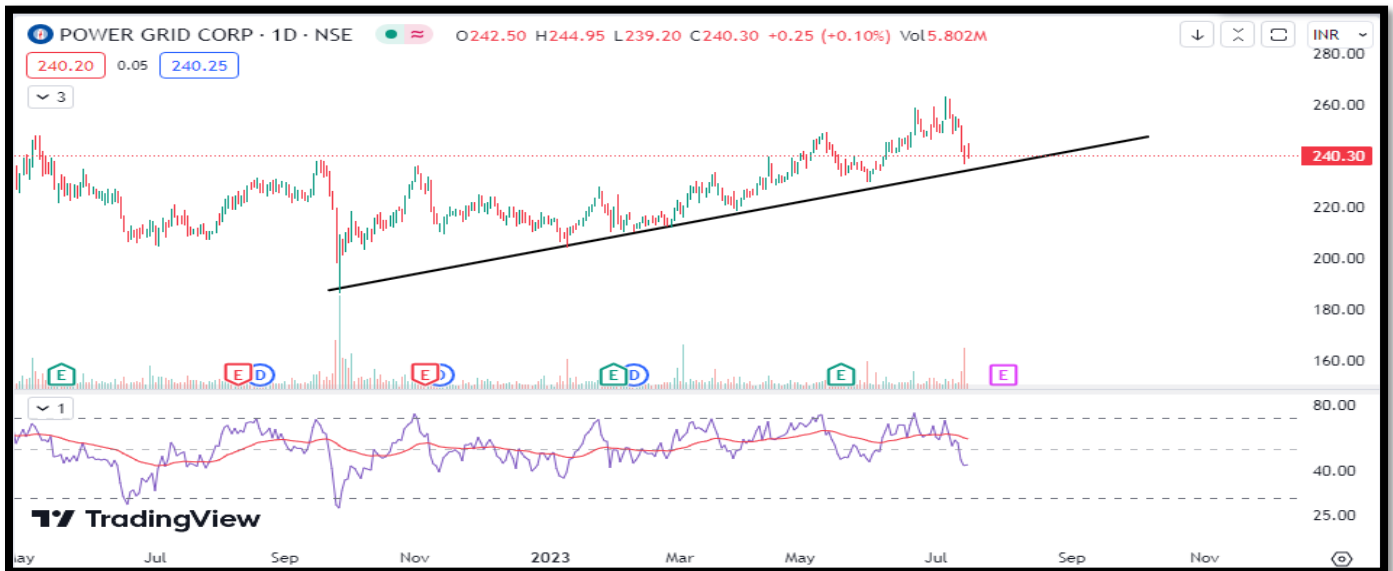 POWER GRID CORP · 1D · NSE O242.50 H244.95 L239.20 C240.30 +0.25 (+0.10%) Vol5.802M INR
240.20 0.05 240.25
3
280.00
260.00
240.30
220.00
200.00
180.00
160.00
E E D E D E D E E
1
80.00
40.00
25.00
TradingView
May Jul Sep Nov 2023 Mar May Jul Sep Nov